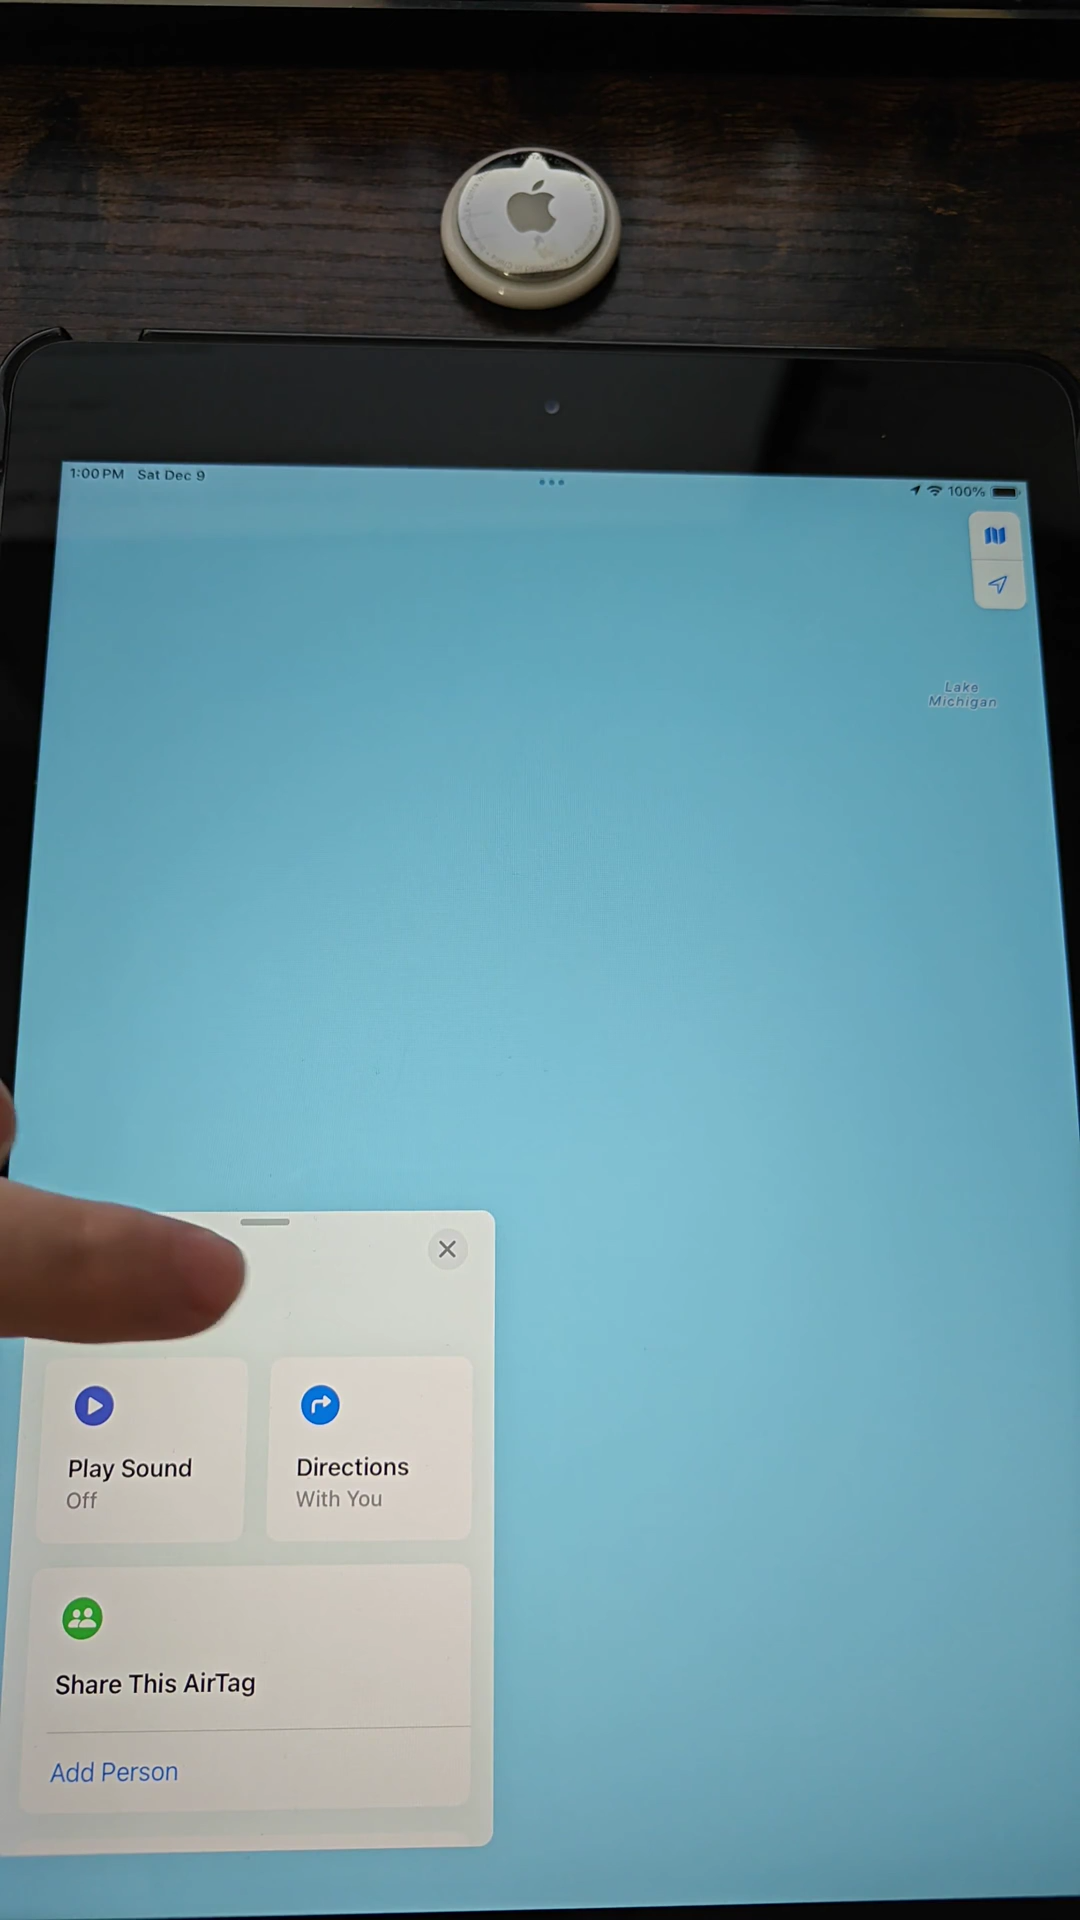 1:00 PM Sat Dec 9
100%
Lake
Michigan
Play Sound
Off
Directions
With You
Share This AirTag
Add Person